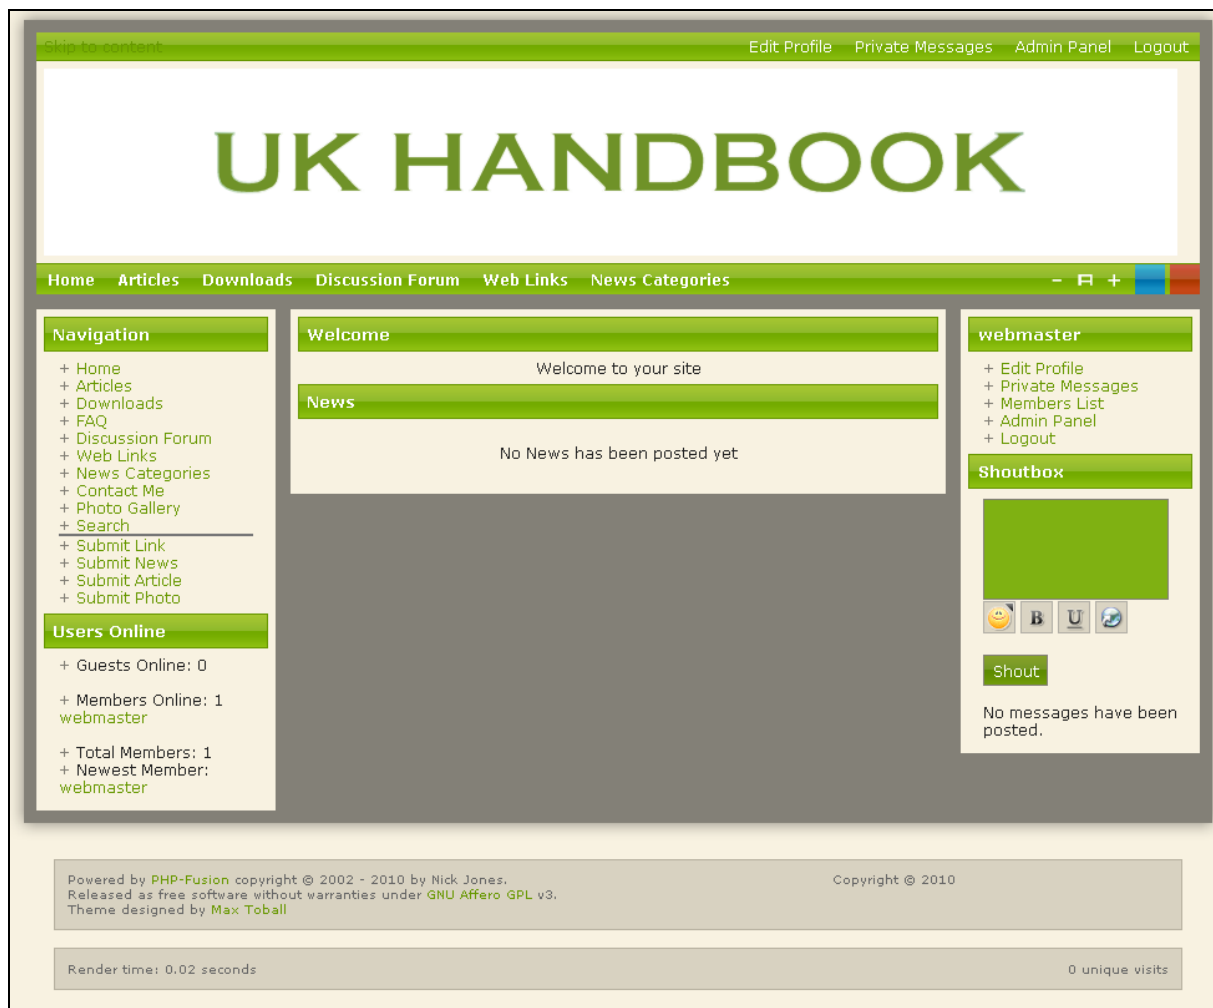 Skip to content
Edit Profile Private Messages Admin Panel Logout
UK HANDBOOK
Home Articles Downloads Discussion Forum Web Links News Categories
- A +
Navigation
+ Home
+ Articles
+ Downloads
+ FAQ
+ Discussion Forum
+ Web Links
+ News Categories
+ Contact Me
+ Photo Gallery
+ Search
+ Submit Link
+ Submit News
+ Submit Article
+ Submit Photo
Users Online
+ Guests Online: 0
+ Members Online: 1
webmaster
+ Total Members: 1
+ Newest Member:
webmaster
Welcome
Welcome to your site
News
No News has been posted yet
webmaster
+ Edit Profile
+ Private Messages
+ Members List
+ Admin Panel
+ Logout
Shoutbox
B U
Shout
No messages have been
posted.
Powered by PHP-Fusion copyright © 2002 - 2010 by Nick Jones.
Released as free software without warranties under GNU Affero GPL v3.
Theme designed by Max Toball
Copyright © 2010
Render time: 0.02 seconds
0 unique visits